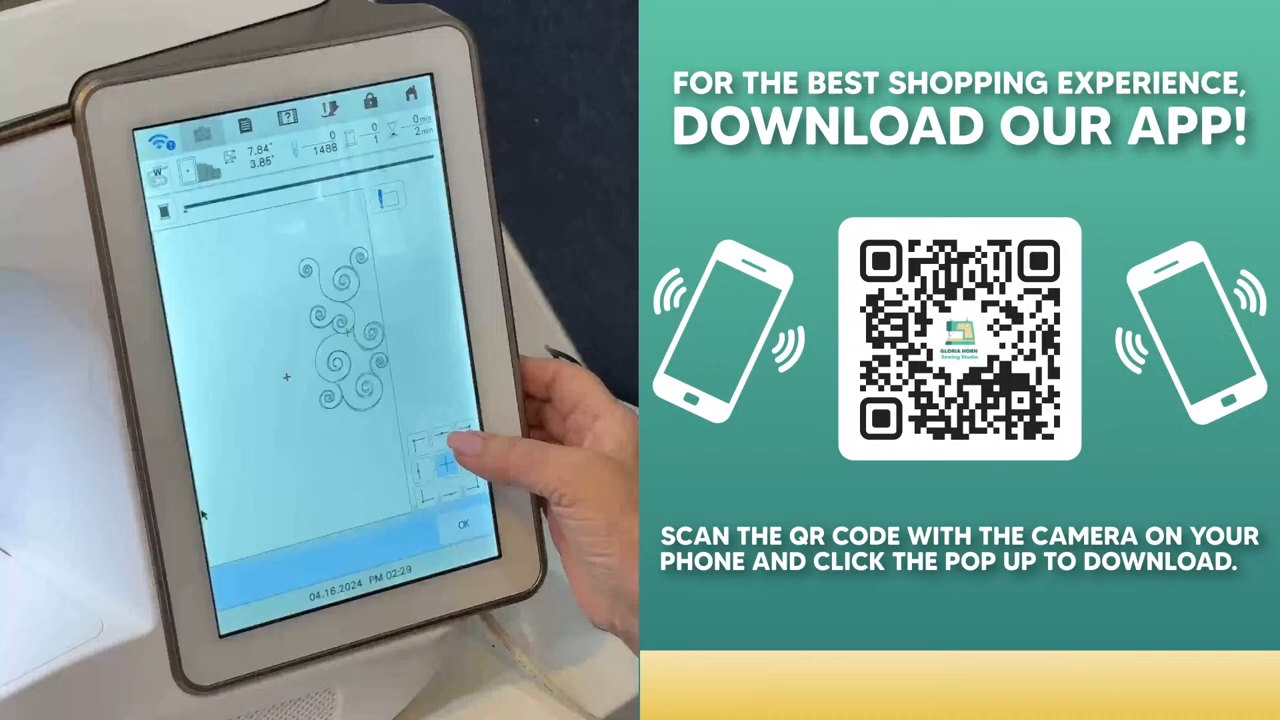 7.84"
3.85"
0
1488
0
1
0 min
2 min
W
OK
04.16.2024 PM 02:29
FOR THE BEST SHOPPING EXPERIENCE,
DOWNLOAD OUR APP!
GLORIA HORN
Sewing Studio
SCAN THE QR CODE WITH THE CAMERA ON YOUR
PHONE AND CLICK THE POP UP TO DOWNLOAD.